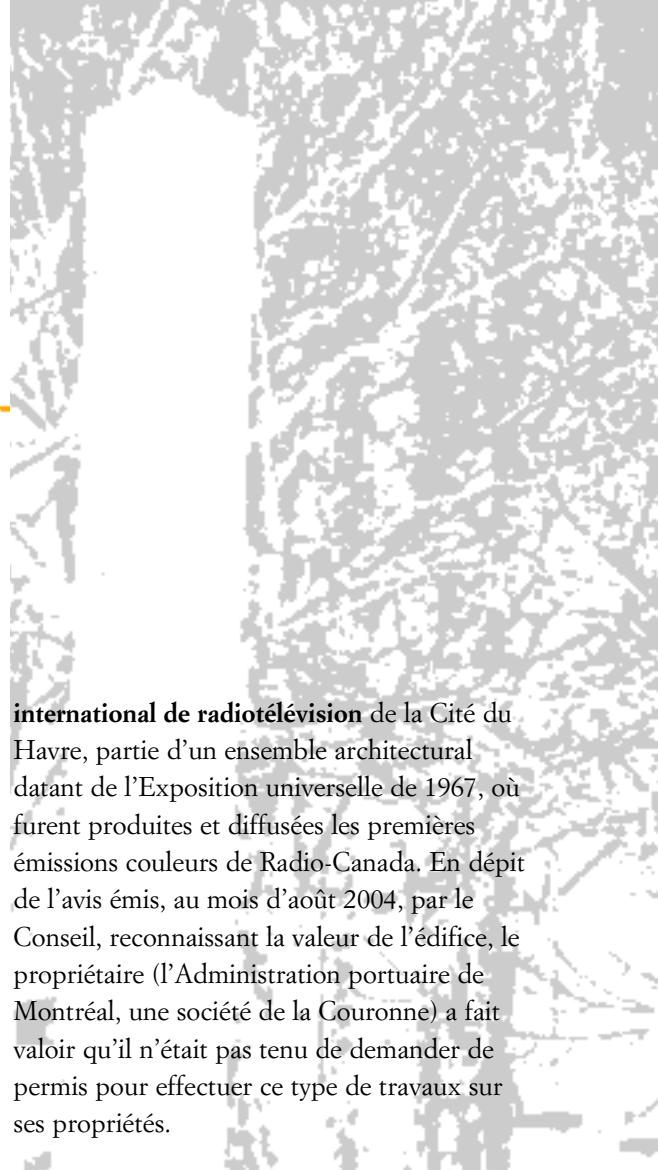 international de radiotélévision de la Cité du
Havre, partie d’un ensemble architectural
datant de l’Exposition universelle de 1967, où
furent produites et diffusées les premières
émissions couleurs de Radio-Canada. En dépit
de l’avis émis, au mois d’août 2004, par le
Conseil, reconnaissant la valeur de l’édifice, le
propriétaire (l’Administration portuaire de
Montréal, une société de la Couronne) a fait
valoir qu’il n’était pas tenu de demander de
permis pour effectuer ce type de travaux sur
ses propriétés.